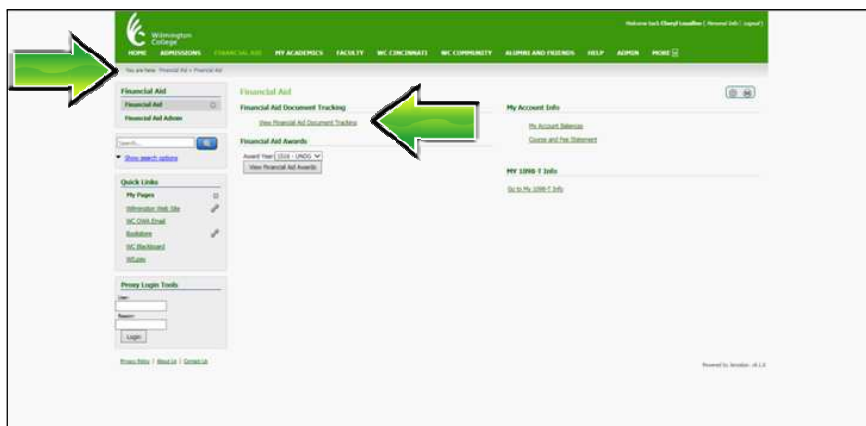 Wilmington
College
Welcome back Cheryl Louallen ( Personal Info | Logout )
HOME ADMISSIONS FINANCIAL AID MY ACADEMICS FACULTY WC CINCINNATI WC COMMUNITY ALUMNI AND FRIENDS HELP ADMIN MORE
You are here: Financial Aid > Financial Aid
Financial Aid
Financial Aid
Financial Aid Admin
Search...
Show search options
Quick Links
My Pages
Wilmington Web Site
WC OWA Email
Bookstore
WC Blackboard
Proxy Login Tools
User:
Reason:
Login
Privacy Policy | About Us | Contact Us
Financial Aid
Financial Aid Document Tracking
View Financial Aid Document Tracking
Financial Aid Awards
Award Year: 1516 - UNDG
View Financial Aid Awards
My Account Info
My Account Balances
Course and Fee Statement
MY 1098-T Info
Go to My 1098-T Info